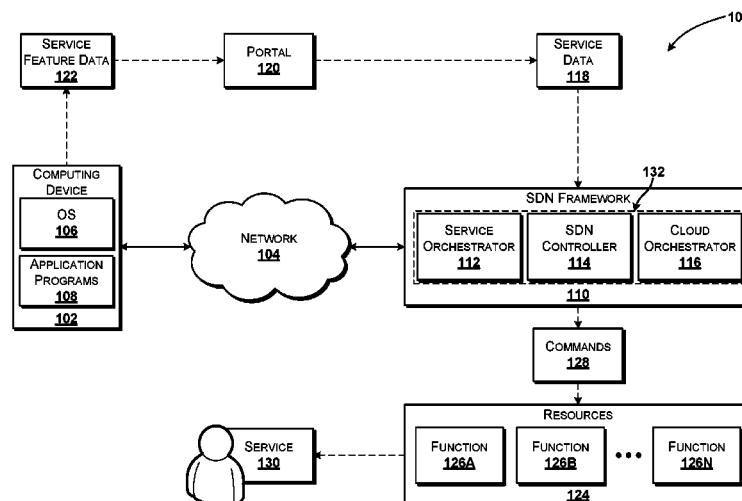 10
SERVICE
FEATURE DATA
122
PORTAL
120
SERVICE
DATA
118
COMPUTING
DEVICE
OS
106
APPLICATION
PROGRAMS
108
102
NETWORK
104
132
SDN FRAMEWORK
SERVICE
ORCHESTRATOR
112
SDN
CONTROLLER
114
CLOUD
ORCHESTRATOR
116
110
COMMANDS
128
RESOURCES
FUNCTION
126A
FUNCTION
126B
•••
FUNCTION
126N
124
SERVICE
130